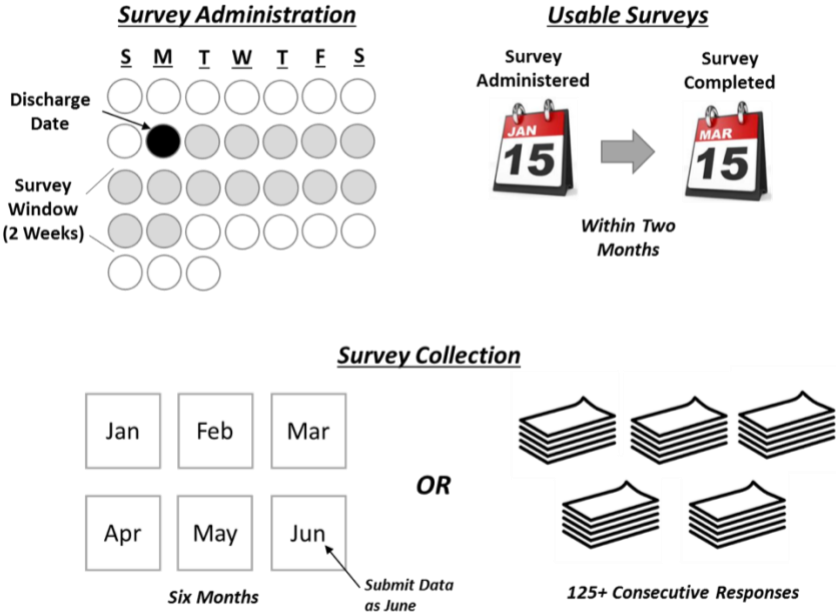 Survey Administration
S M T W T F S
Discharge
Date
Survey
Window
(2 Weeks)
Usable Surveys
Survey
Administered
Survey
Completed
JAN
15
MAR
15
Within Two
Months
Survey Collection
Jan Feb Mar
Apr May Jun
Six Months
Submit Data
as June
OR
125+ Consecutive Responses